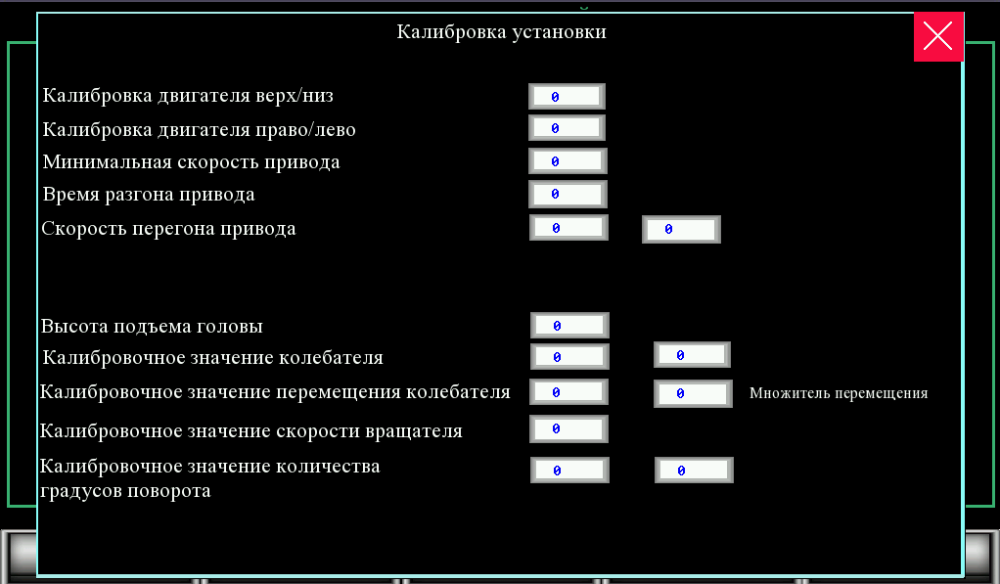 Калибровка установки
Калибровка двигателя верх/низ 0
Калибровка двигателя право/лево 0
Минимальная скорость привода 0
Время разгона привода 0
Скорость перегона привода 0 0
Высота подъема головы 0
Калибровочное значение колебателя 0 0
Калибровочное значение перемещения колебателя 0 0 Множитель перемещения
Калибровочное значение скорости вращателя 0
Калибровочное значение количества 0 0
градусов поворота